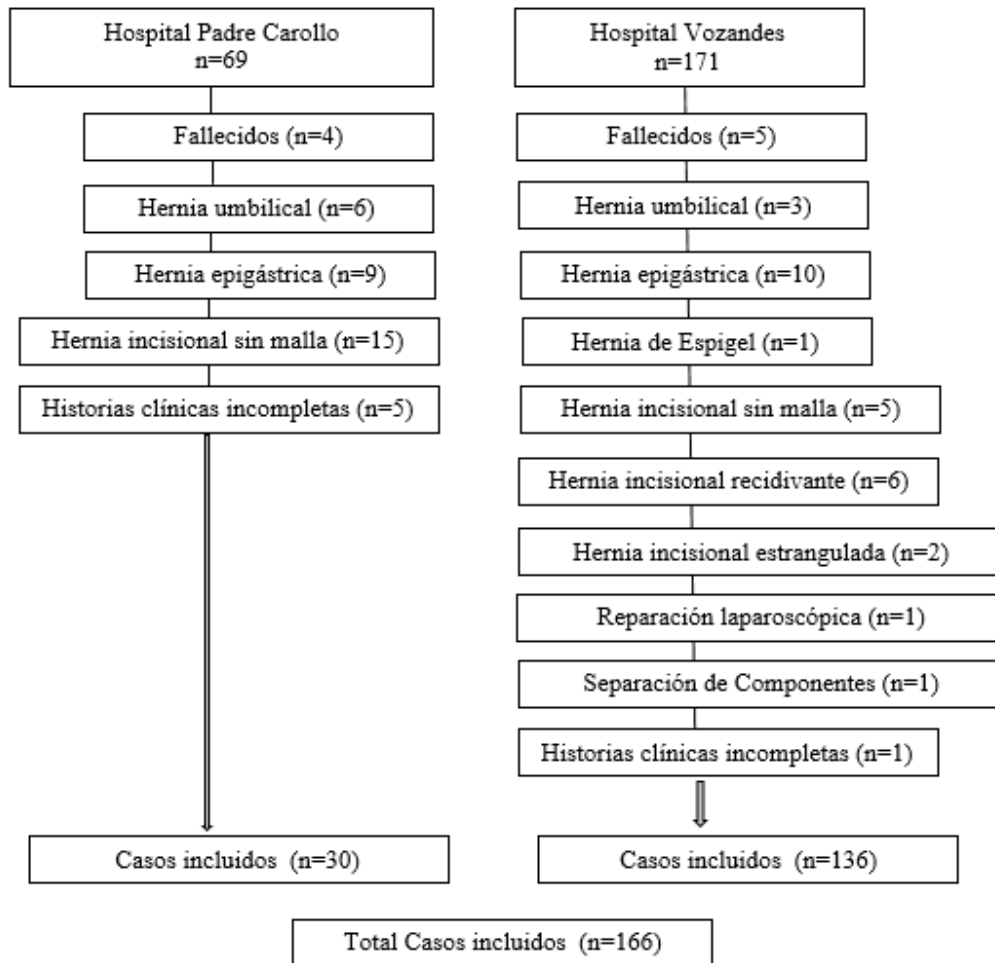 Hospital Padre Carollo
n=69
Fallecidos (n=4)
Hernia umbilical (n=6)
Hernia epigástrica (n=9)
Hernia incisional sin malla (n=15)
Historias clínicas incompletas (n=5)
Casos incluidos (n=30)
Hospital Vozandes
n=171
Fallecidos (n=5)
Hernia umbilical (n=3)
Hernia epigástrica (n=10)
Hernia de Espigel (n=1)
Hernia incisional sin malla (n=5)
Hernia incisional recidivante (n=6)
Hernia incisional estrangulada (n=2)
Reparación laparoscópica (n=1)
Separación de Componentes (n=1)
Historias clínicas incompletas (n=1)
Casos incluidos (n=136)
Total Casos incluidos (n=166)